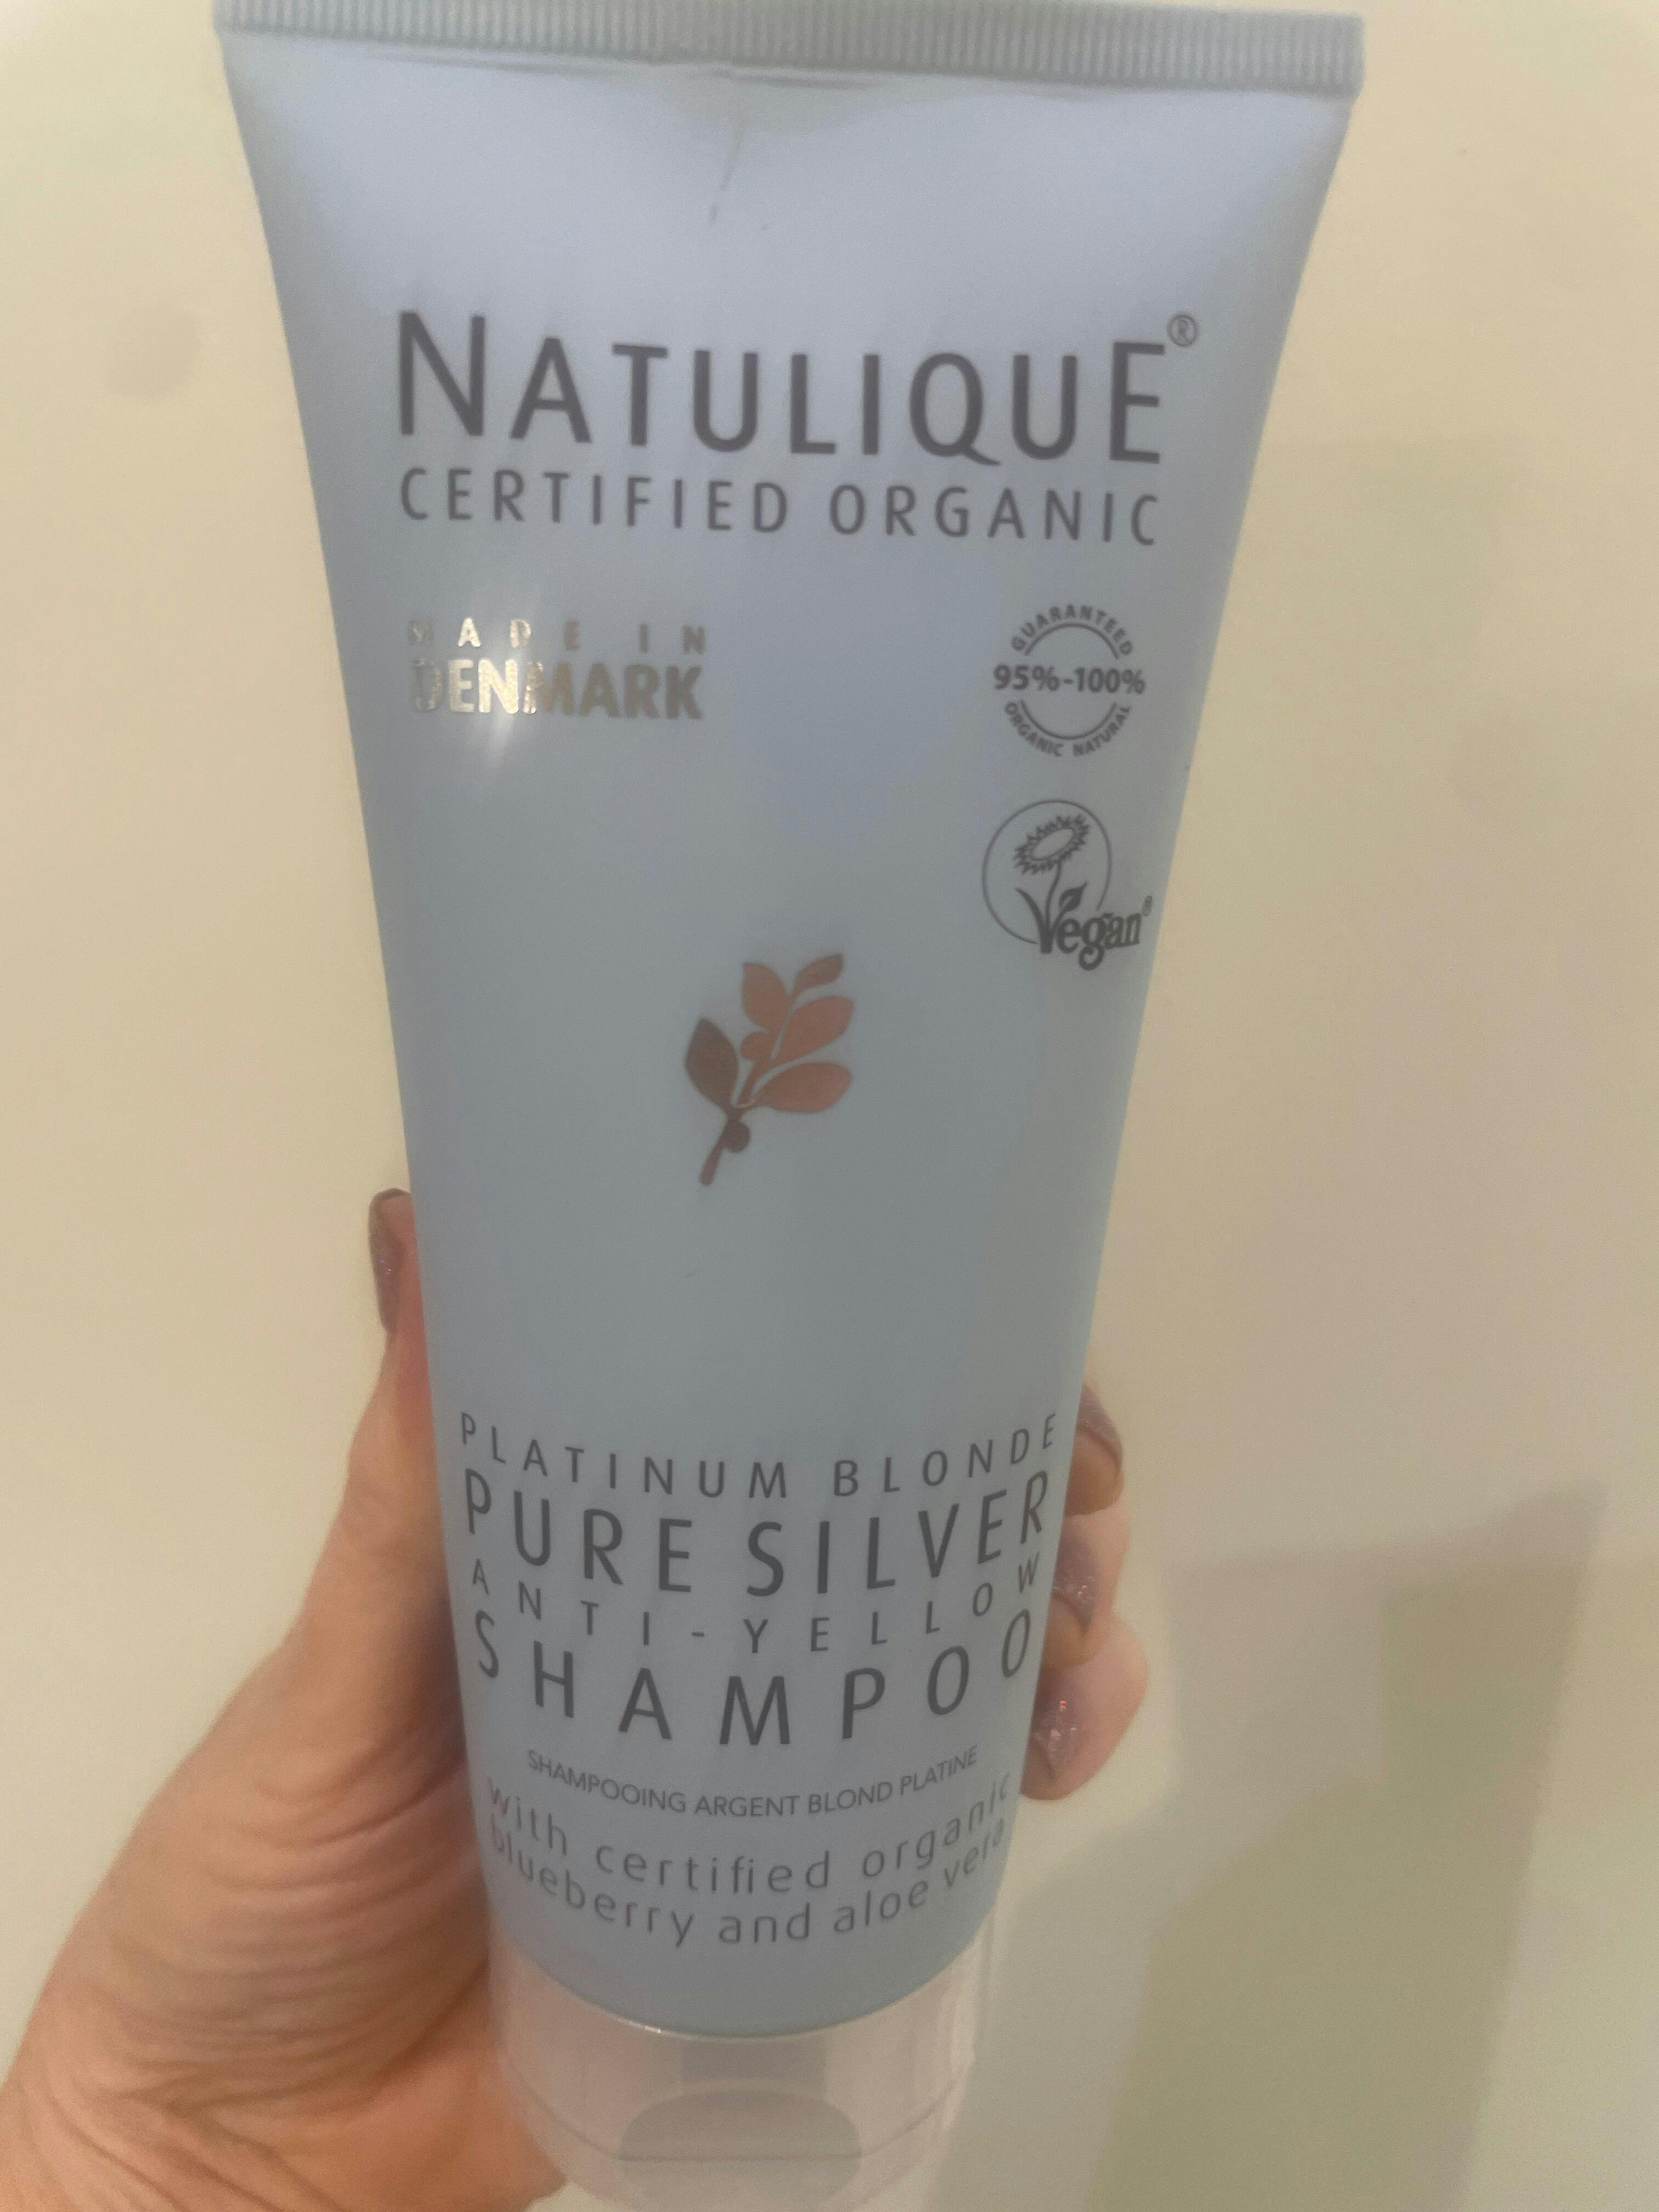 NATULIQUE®
CERTIFIED ORGANIC
MADE IN
DENMARK
GUARANTEED
95%-100%
ORGANIC NATURAL
Vegan®
PLATINUM BLONDE
PURE SILVER
ANTI-YELLOW
SHAMPOO
SHAMPOOING ARGENT BLOND PLATINE
with certified organic
blueberry and aloe vera